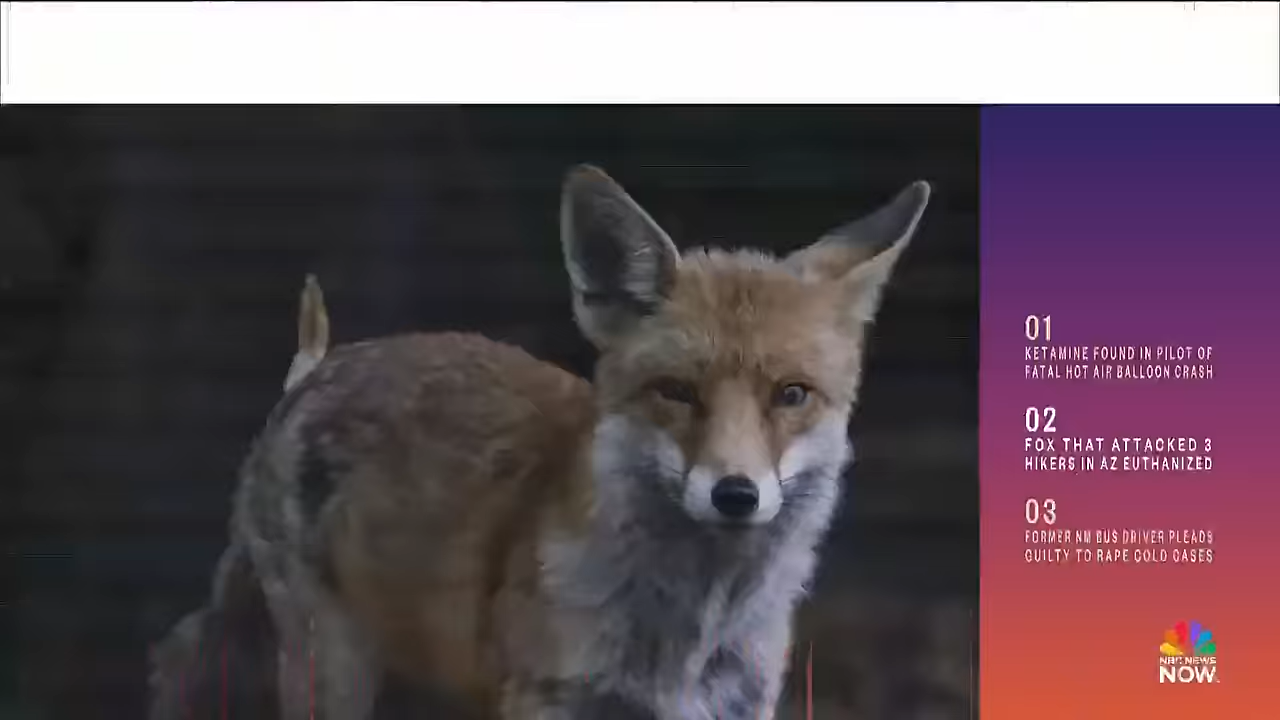 01
KETAMINE FOUND IN PILOT OF
FATAL HOT AIR BALLOON CRASH
02
FOX THAT ATTACKED 3
HIKERS IN AZ EUTHANIZED
03
FORMER NM BUS DRIVER PLEADS
GUILTY TO RAPE COLD CASES
NBC NEWS
NOW